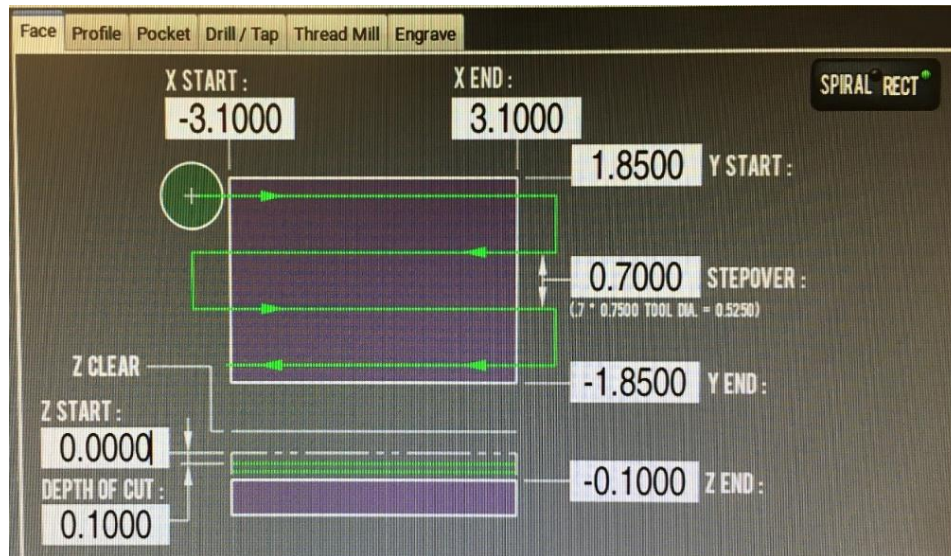 Face Profile Pocket Drill / Tap Thread Mill Engrave
X START :
-3.1000
X END :
3.1000
SPIRAL RECT
1.8500 Y START :
0.7000 STEPOVER :
(.7 * 0.7500 TOOL DIA. = 0.5250)
Z CLEAR
-1.8500 Y END :
Z START :
0.0000
DEPTH OF CUT :
0.1000
-0.1000 Z END :